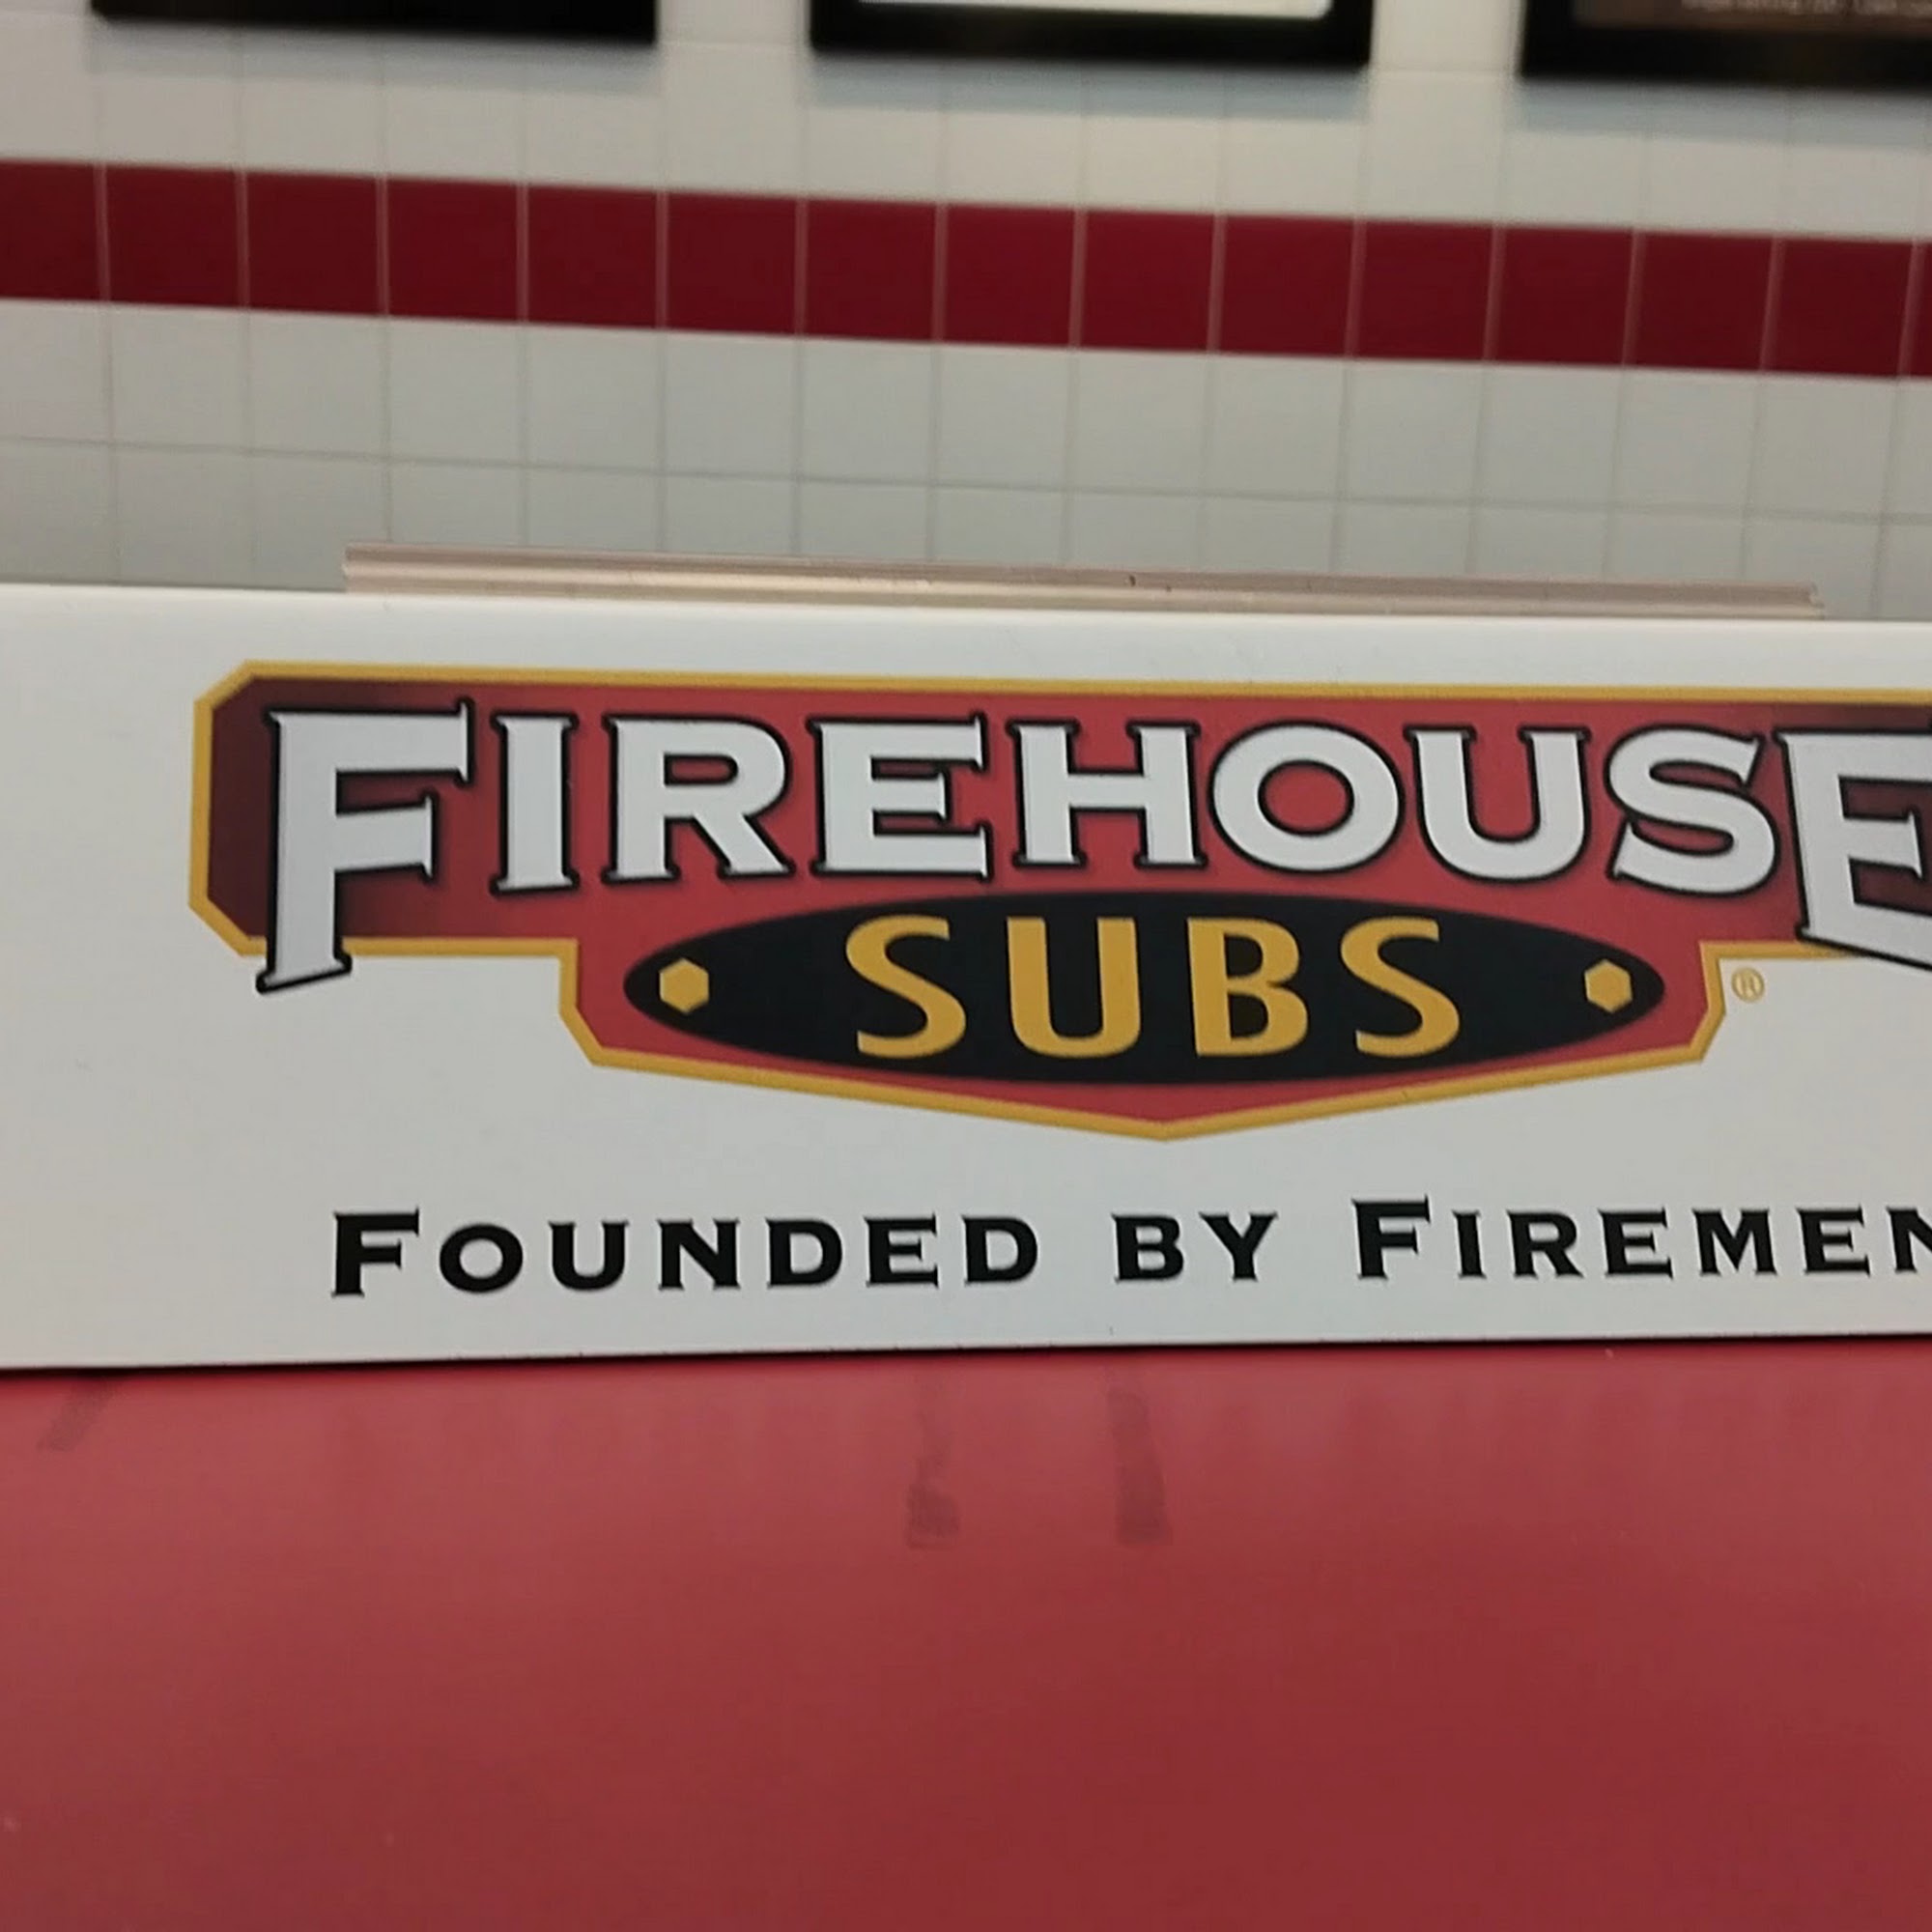 FIREHOUSE
SUBS
®
FOUNDED BY FIREMEN